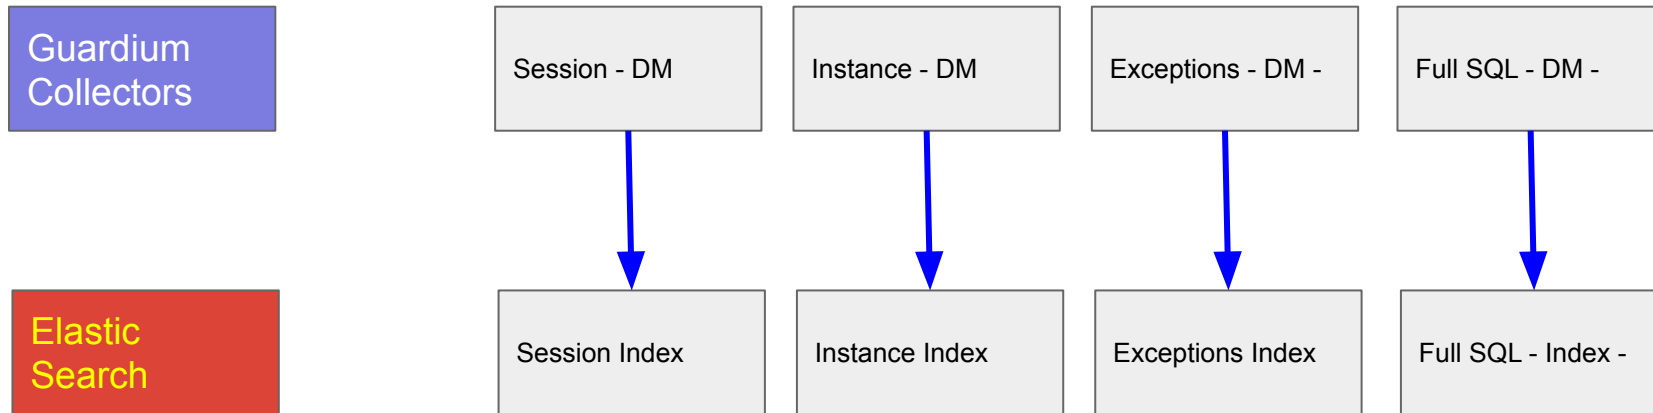 Guardium
Collectors
Session - DM
Instance - DM
Exceptions - DM -
Full SQL - DM -
Elastic
Search
Session Index
Instance Index
Exceptions Index
Full SQL - Index -